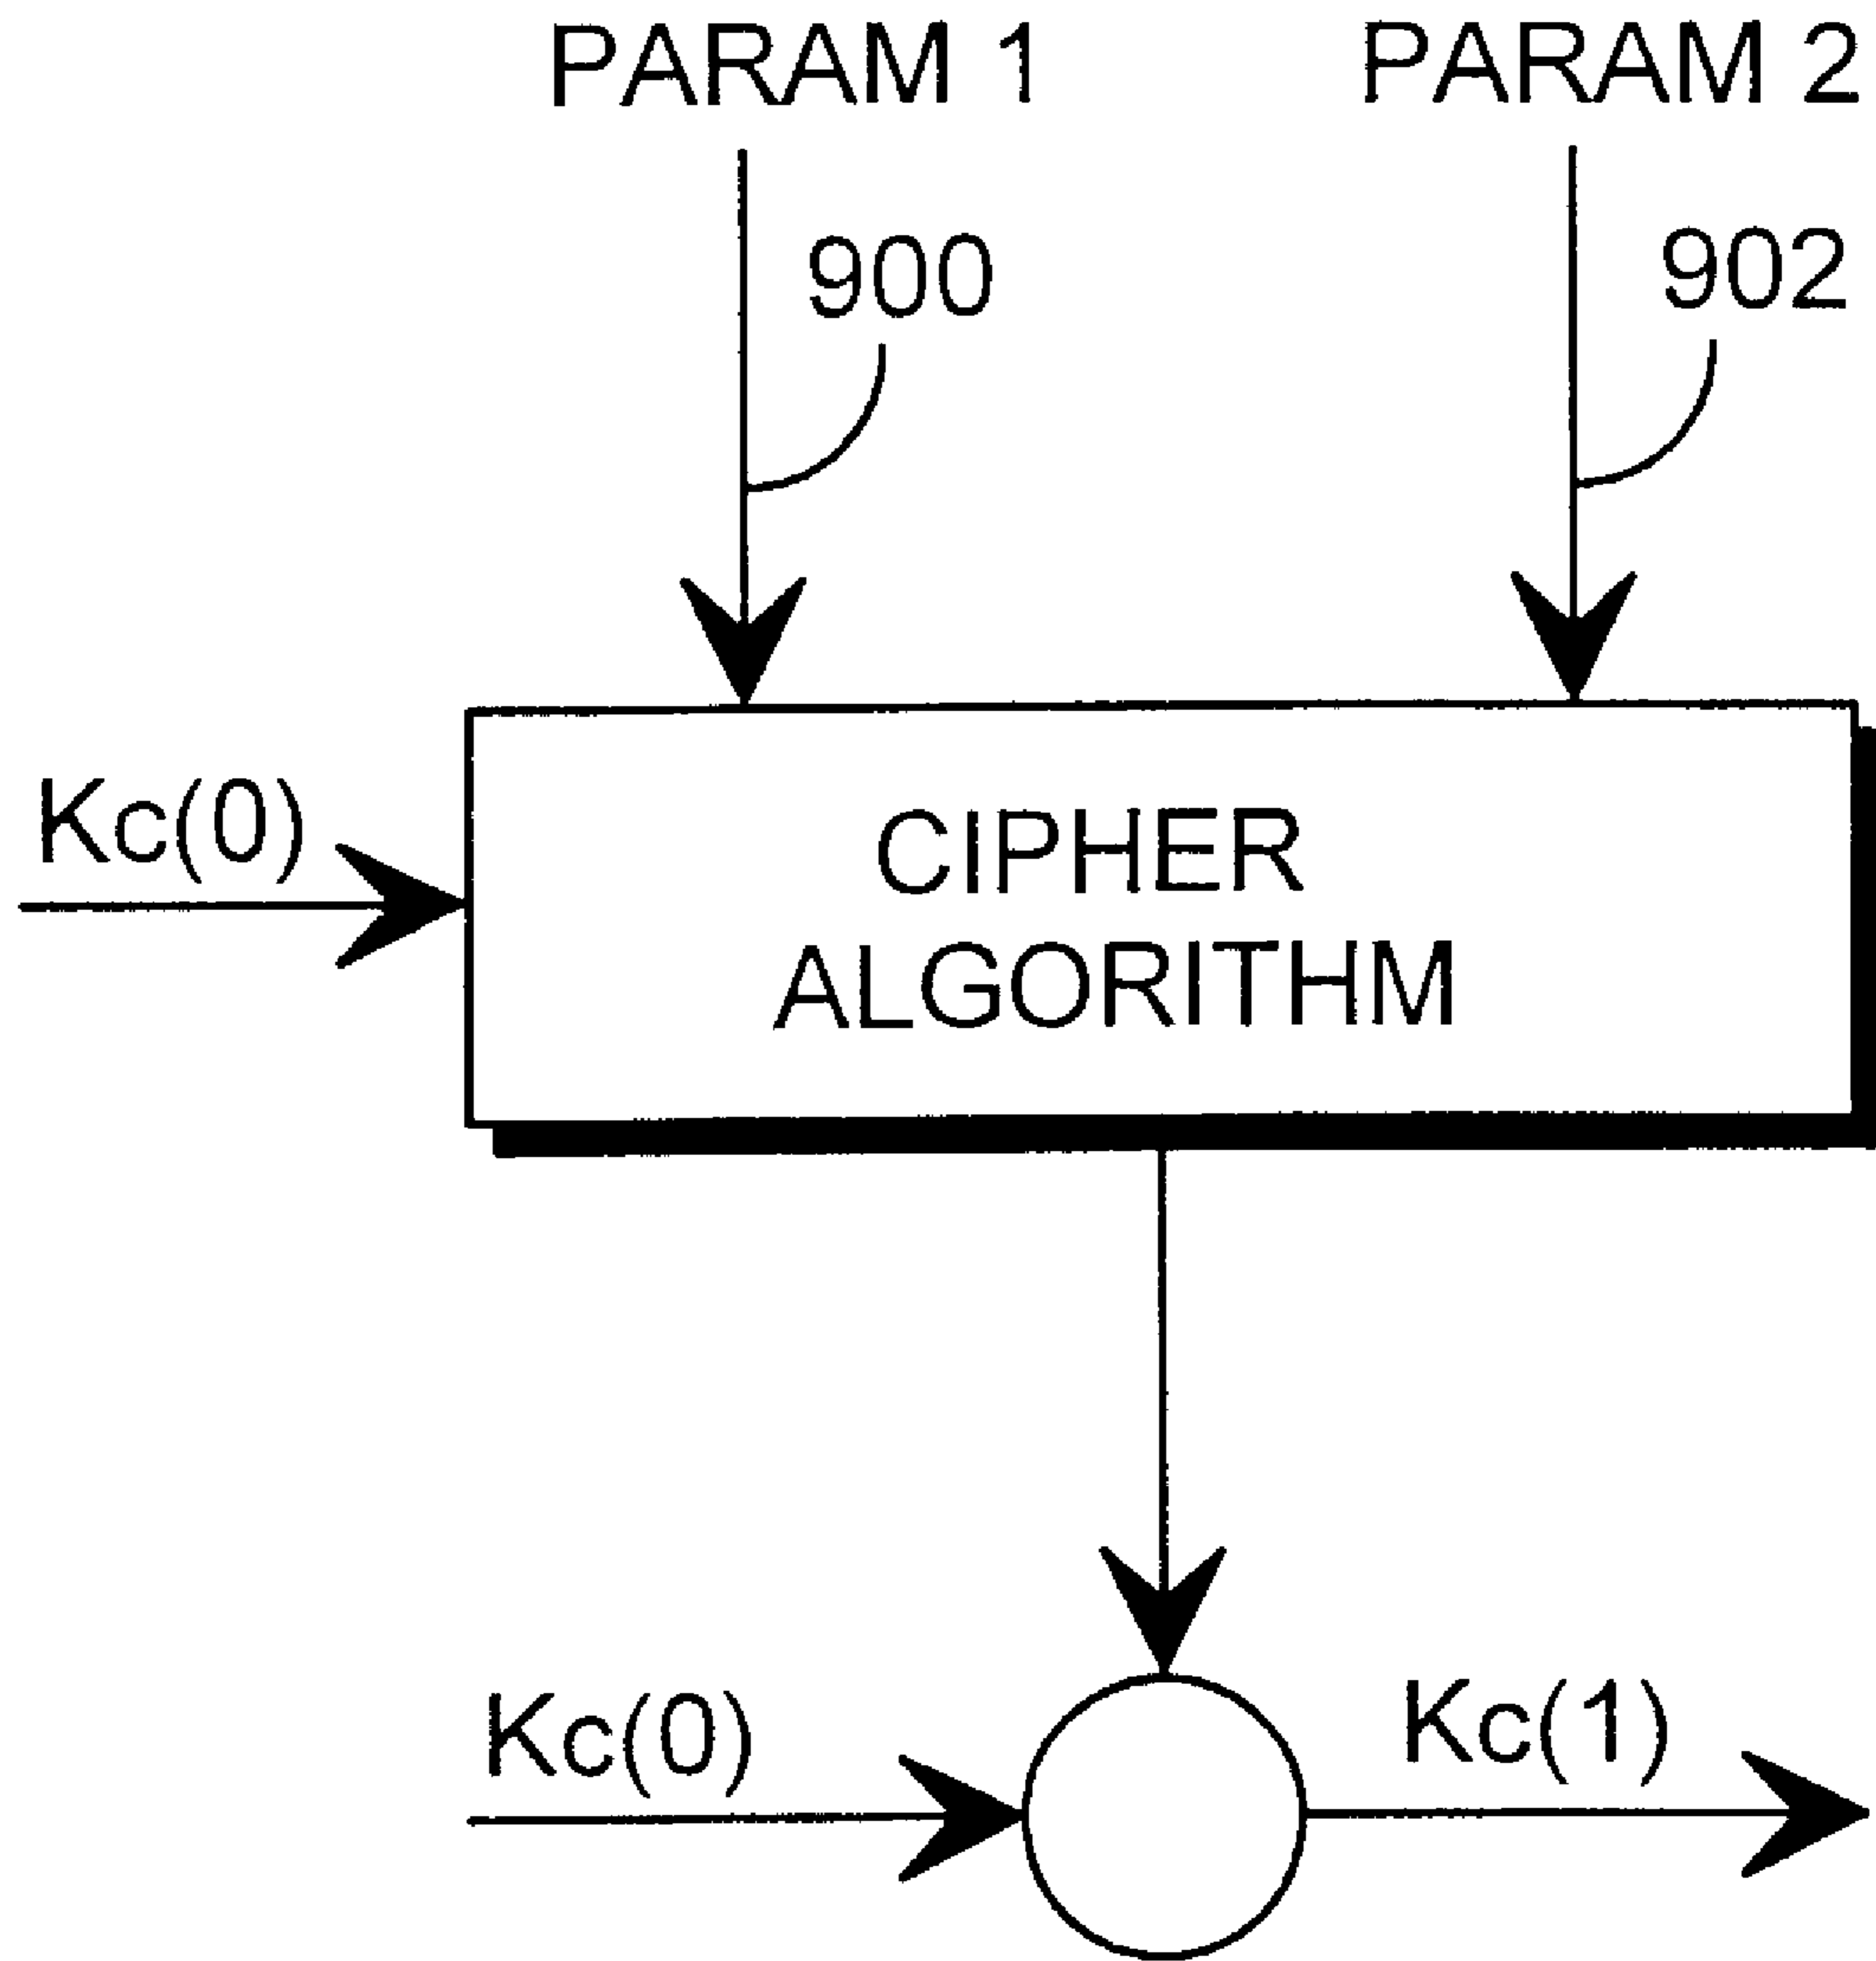 PARAM 1
PARAM 2
900
902
Kc(0)
CIPHER
ALGORITHM
Kc(0)
Kc(1)